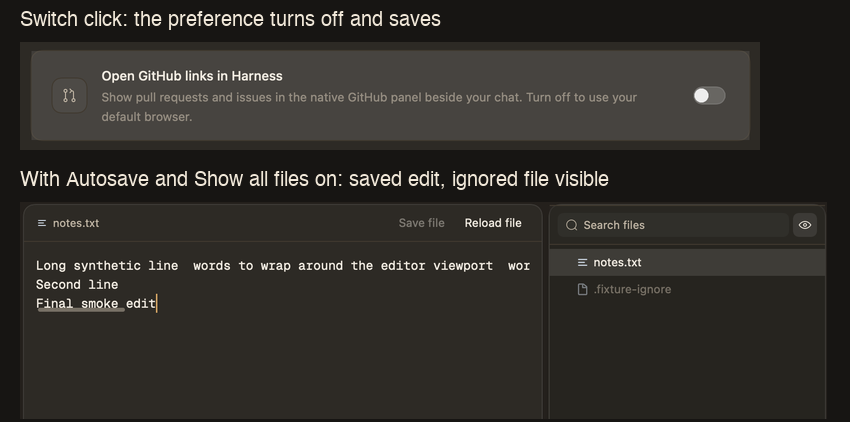 Switch click: the preference turns off and saves
Open GitHub links in Harness
Show pull requests and issues in the native GitHub panel beside your chat. Turn off to use your
default browser.
With Autosave and Show all files on: saved edit, ignored file visible
notes.txt
Save file
Reload file
Long synthetic line  words to wrap around the editor viewport  wor
Second line
Final smoke edit
Search files
notes.txt
.fixture-ignore